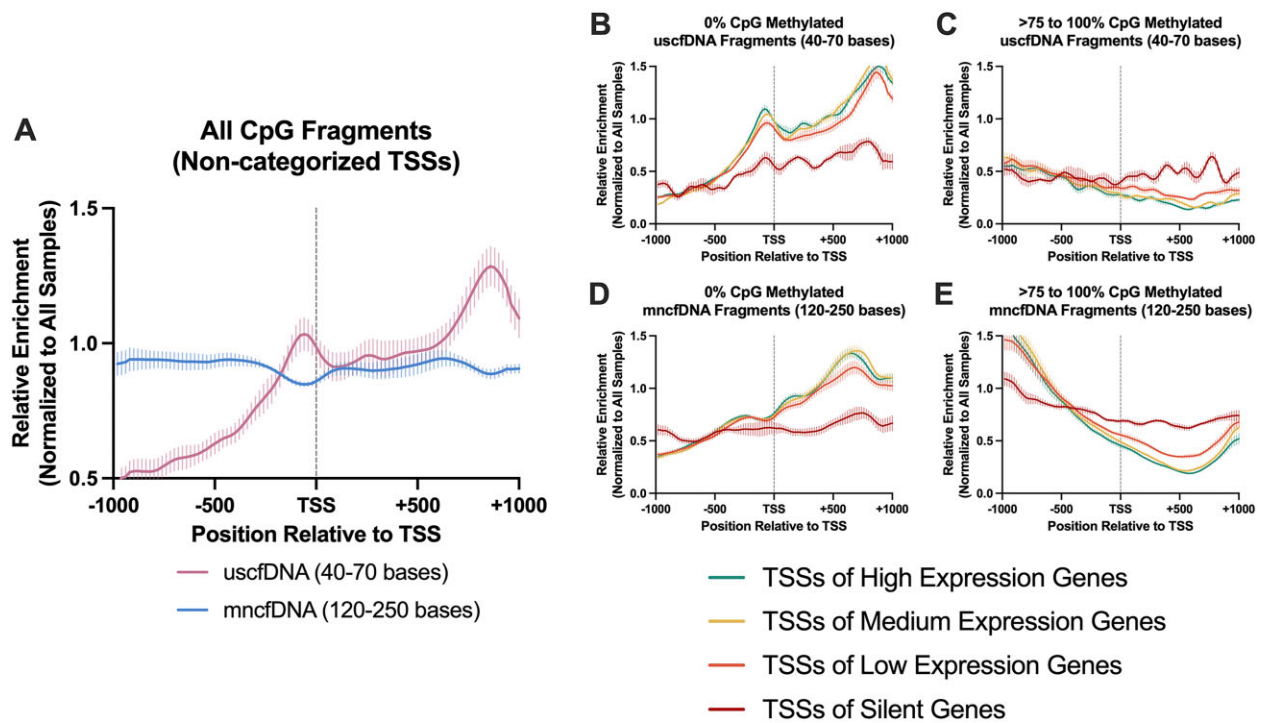 A
All CpG Fragments
(Non-categorized TSSs)
Relative Enrichment
(Normalized to All Samples)
1.5
1.0
0.5
-1000
-500
TSS
+500
+1000
Position Relative to TSS
uscfDNA (40-70 bases)
mncfDNA (120-250 bases)
B
0% CpG Methylated
uscfDNA Fragments (40-70 bases)
Relative Enrichment
(Normalized to All Samples)
1.5
1.0
0.5
0.0
-1000
-500
TSS
+500
+1000
Position Relative to TSS
C
>75 to 100% CpG Methylated
uscfDNA Fragments (40-70 bases)
Relative Enrichment
(Normalized to All Samples)
1.5
1.0
0.5
0.0
-1000
-500
TSS
+500
+1000
Position Relative to TSS
D
0% CpG Methylated
mncfDNA Fragments (120-250 bases)
Relative Enrichment
(Normalized to All Samples)
1.5
1.0
0.5
0.0
-1000
-500
TSS
+500
+1000
Position Relative to TSS
E
>75 to 100% CpG Methylated
mncfDNA Fragments (120-250 bases)
Relative Enrichment
(Normalized to All Samples)
1.5
1.0
0.5
0.0
-1000
-500
TSS
+500
+1000
Position Relative to TSS
TSSs of High Expression Genes
TSSs of Medium Expression Genes
TSSs of Low Expression Genes
TSSs of Silent Genes